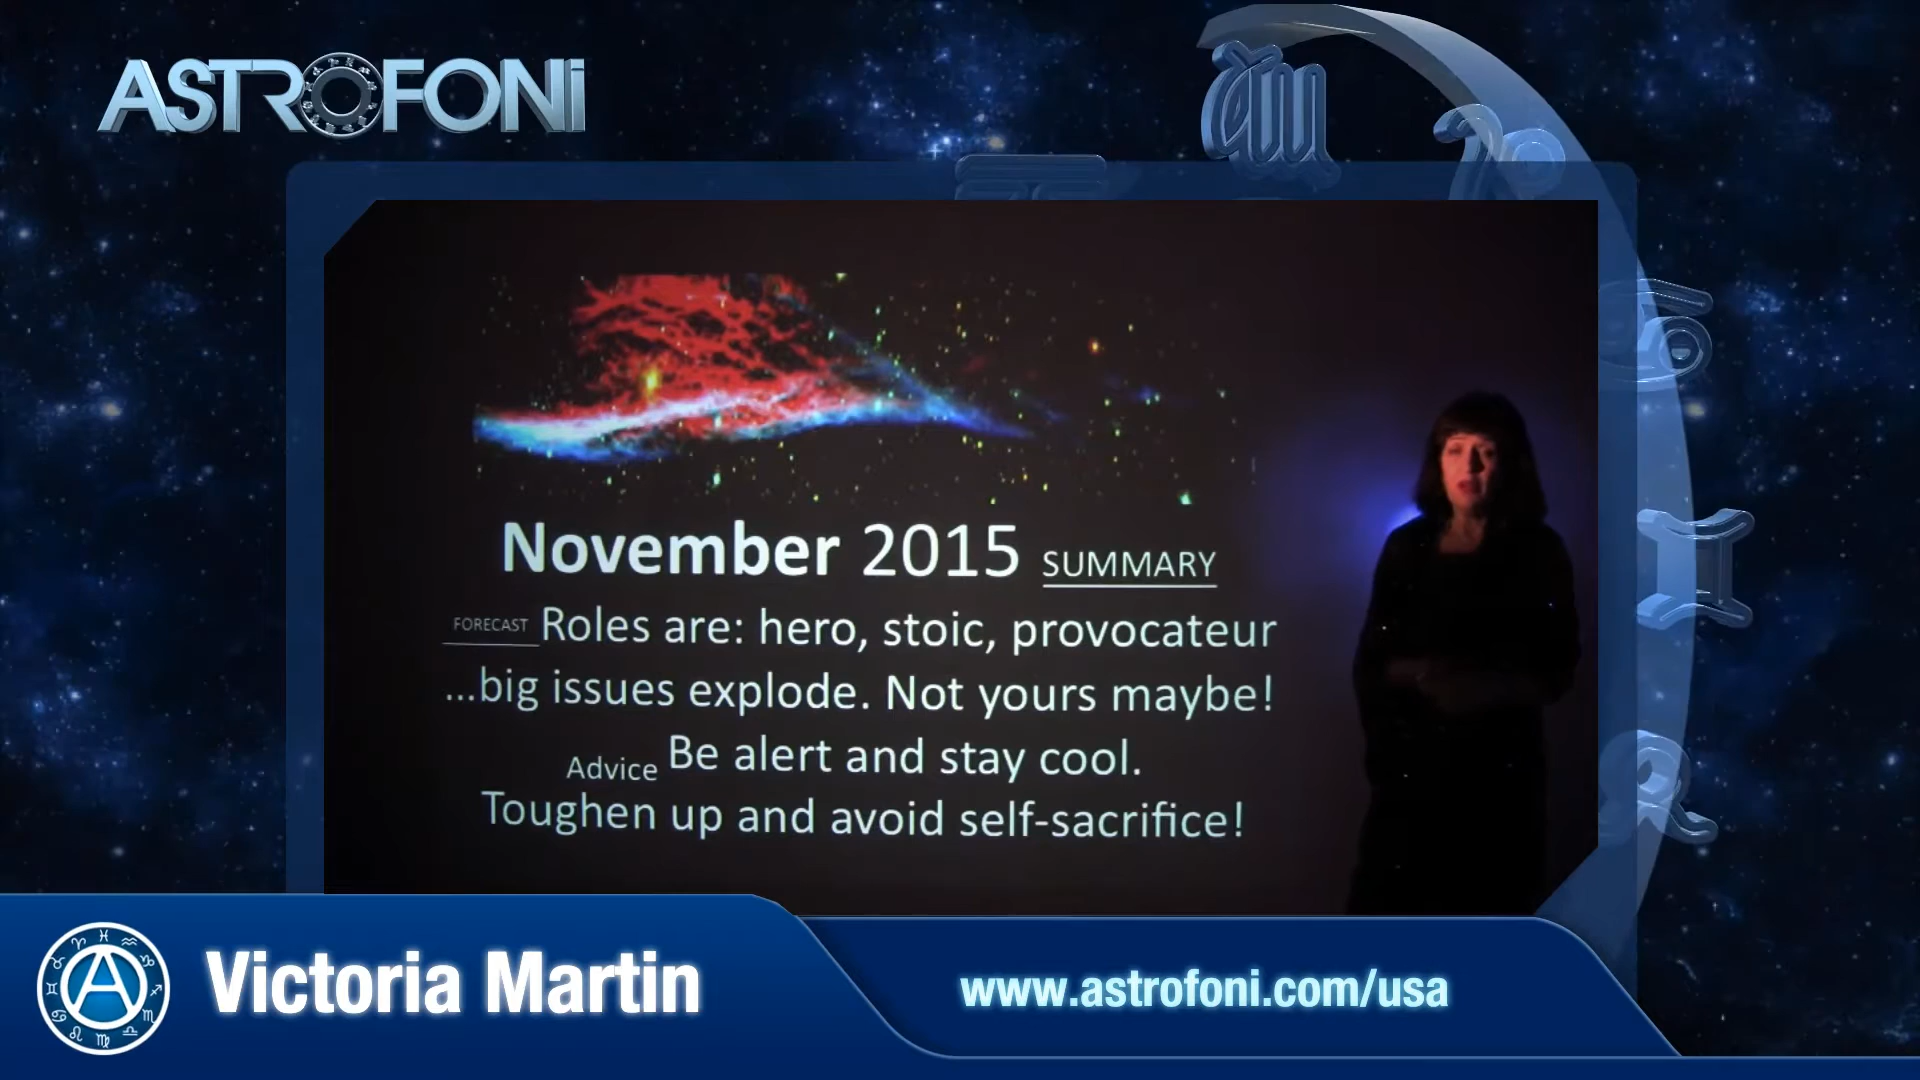 ASTROFONi
November 2015 SUMMARY
FORECAST Roles are: hero, stoic, provocateur
...big issues explode. Not yours maybe!
Advice Be alert and stay cool.
Toughen up and avoid self-sacrifice!
Victoria Martin
www.astrofoni.com/usa